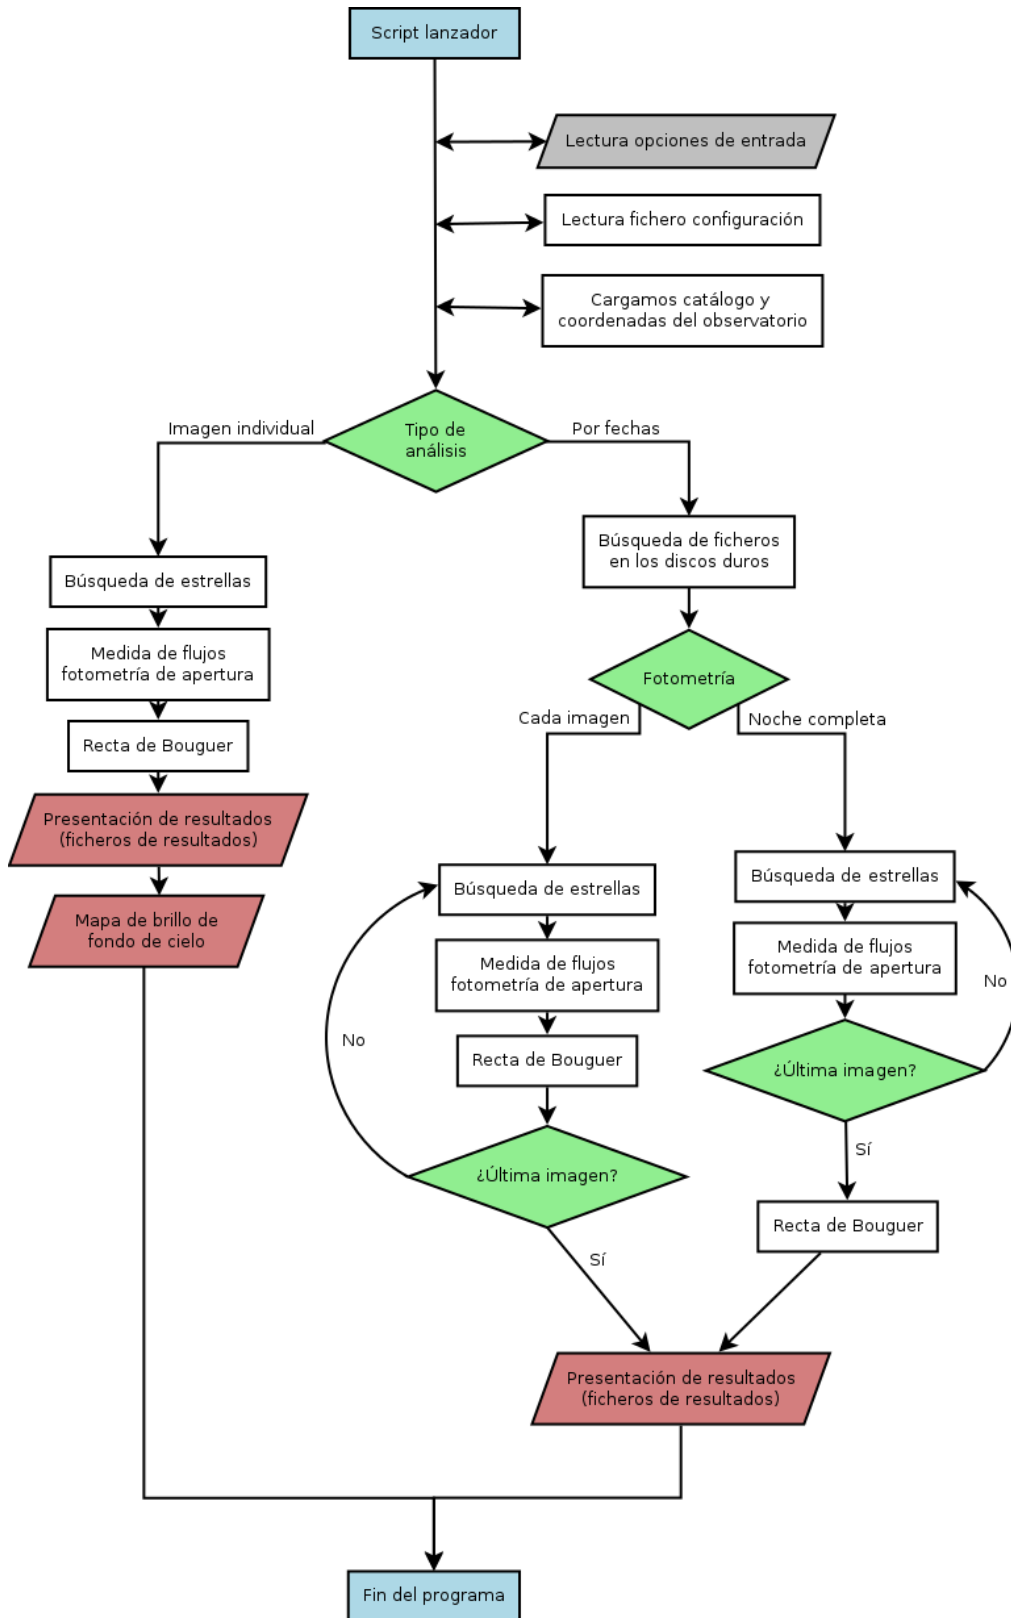 Script lanzador
Lectura opciones de entrada
Lectura fichero configuración
Cargamos catálogo y
coordenadas del observatorio
Tipo de
análisis
Imagen individual
Por fechas
Búsqueda de estrellas
Medida de flujos
fotometría de apertura
Recta de Bouguer
Presentación de resultados
(ficheros de resultados)
Mapa de brillo de
fondo de cielo
Búsqueda de ficheros
en los discos duros
Fotometría
Cada imagen
Noche completa
Búsqueda de estrellas
Medida de flujos
fotometría de apertura
Recta de Bouguer
¿Última imagen?
No
Sí
Búsqueda de estrellas
Medida de flujos
fotometría de apertura
¿Última imagen?
No
Sí
Recta de Bouguer
Presentación de resultados
(ficheros de resultados)
Fin del programa